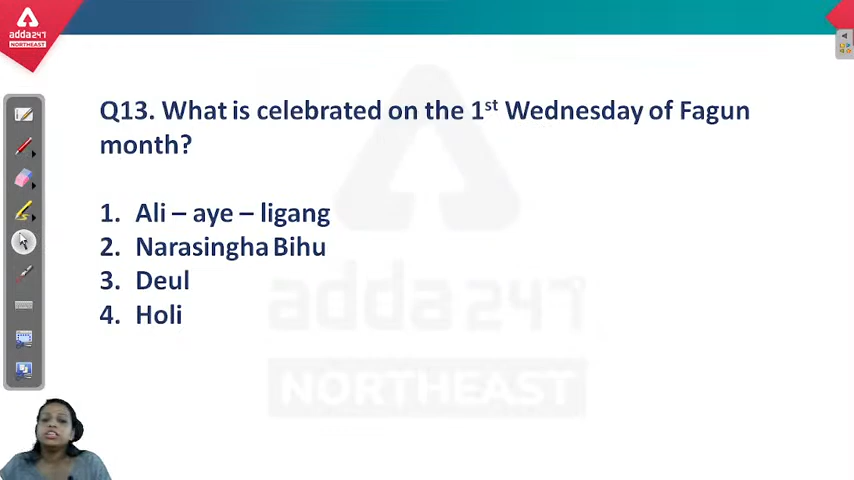 adda247
NORTHEAST
Q13. What is celebrated on the 1st Wednesday of Fagun
month?
1. Ali – aye – ligang
2. Narasingha Bihu
3. Deul
4. Holi
adda247
NORTHEAST